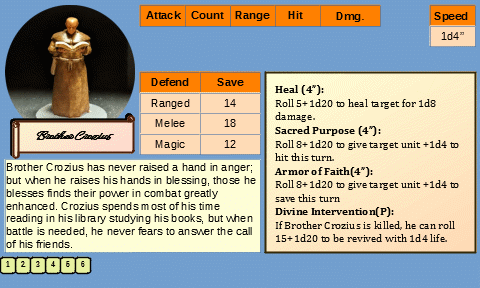 Attack Count Range Hit Dmg.
Speed
1d4”
Defend Save
Ranged 14
Melee 18
Magic 12
Brother Crozius
Heal (4”):
Roll 5+1d20 to heal target for 1d8
damage.
Sacred Purpose (4”):
Roll 8+1d20 to give target unit +1d4 to
hit this turn.
Armor of Faith(4”):
Roll 8+1d20 to give target unit +1d4 to
save this turn
Divine Intervention(P):
If Brother Crozius is killed, he can roll
15+1d20 to be revived with 1d4 life.
Brother Crozius has never raised a hand in anger;
but when he raises his hands in blessing, those he
blesses finds their power in combat greatly
enhanced. Crozius spends most of his time
reading in his library studying his books, but when
battle is needed, he never fears to answer the call
of his friends.
1 2 3 4 5 6